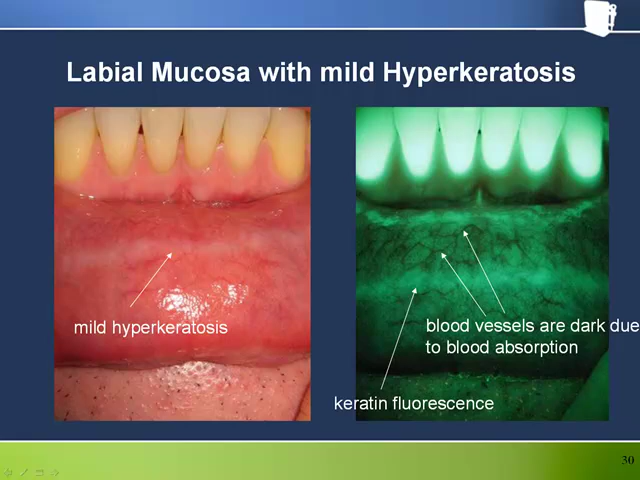 Labial Mucosa with mild Hyperkeratosis
mild hyperkeratosis
blood vessels are dark due
to blood absorption
keratin fluorescence
30